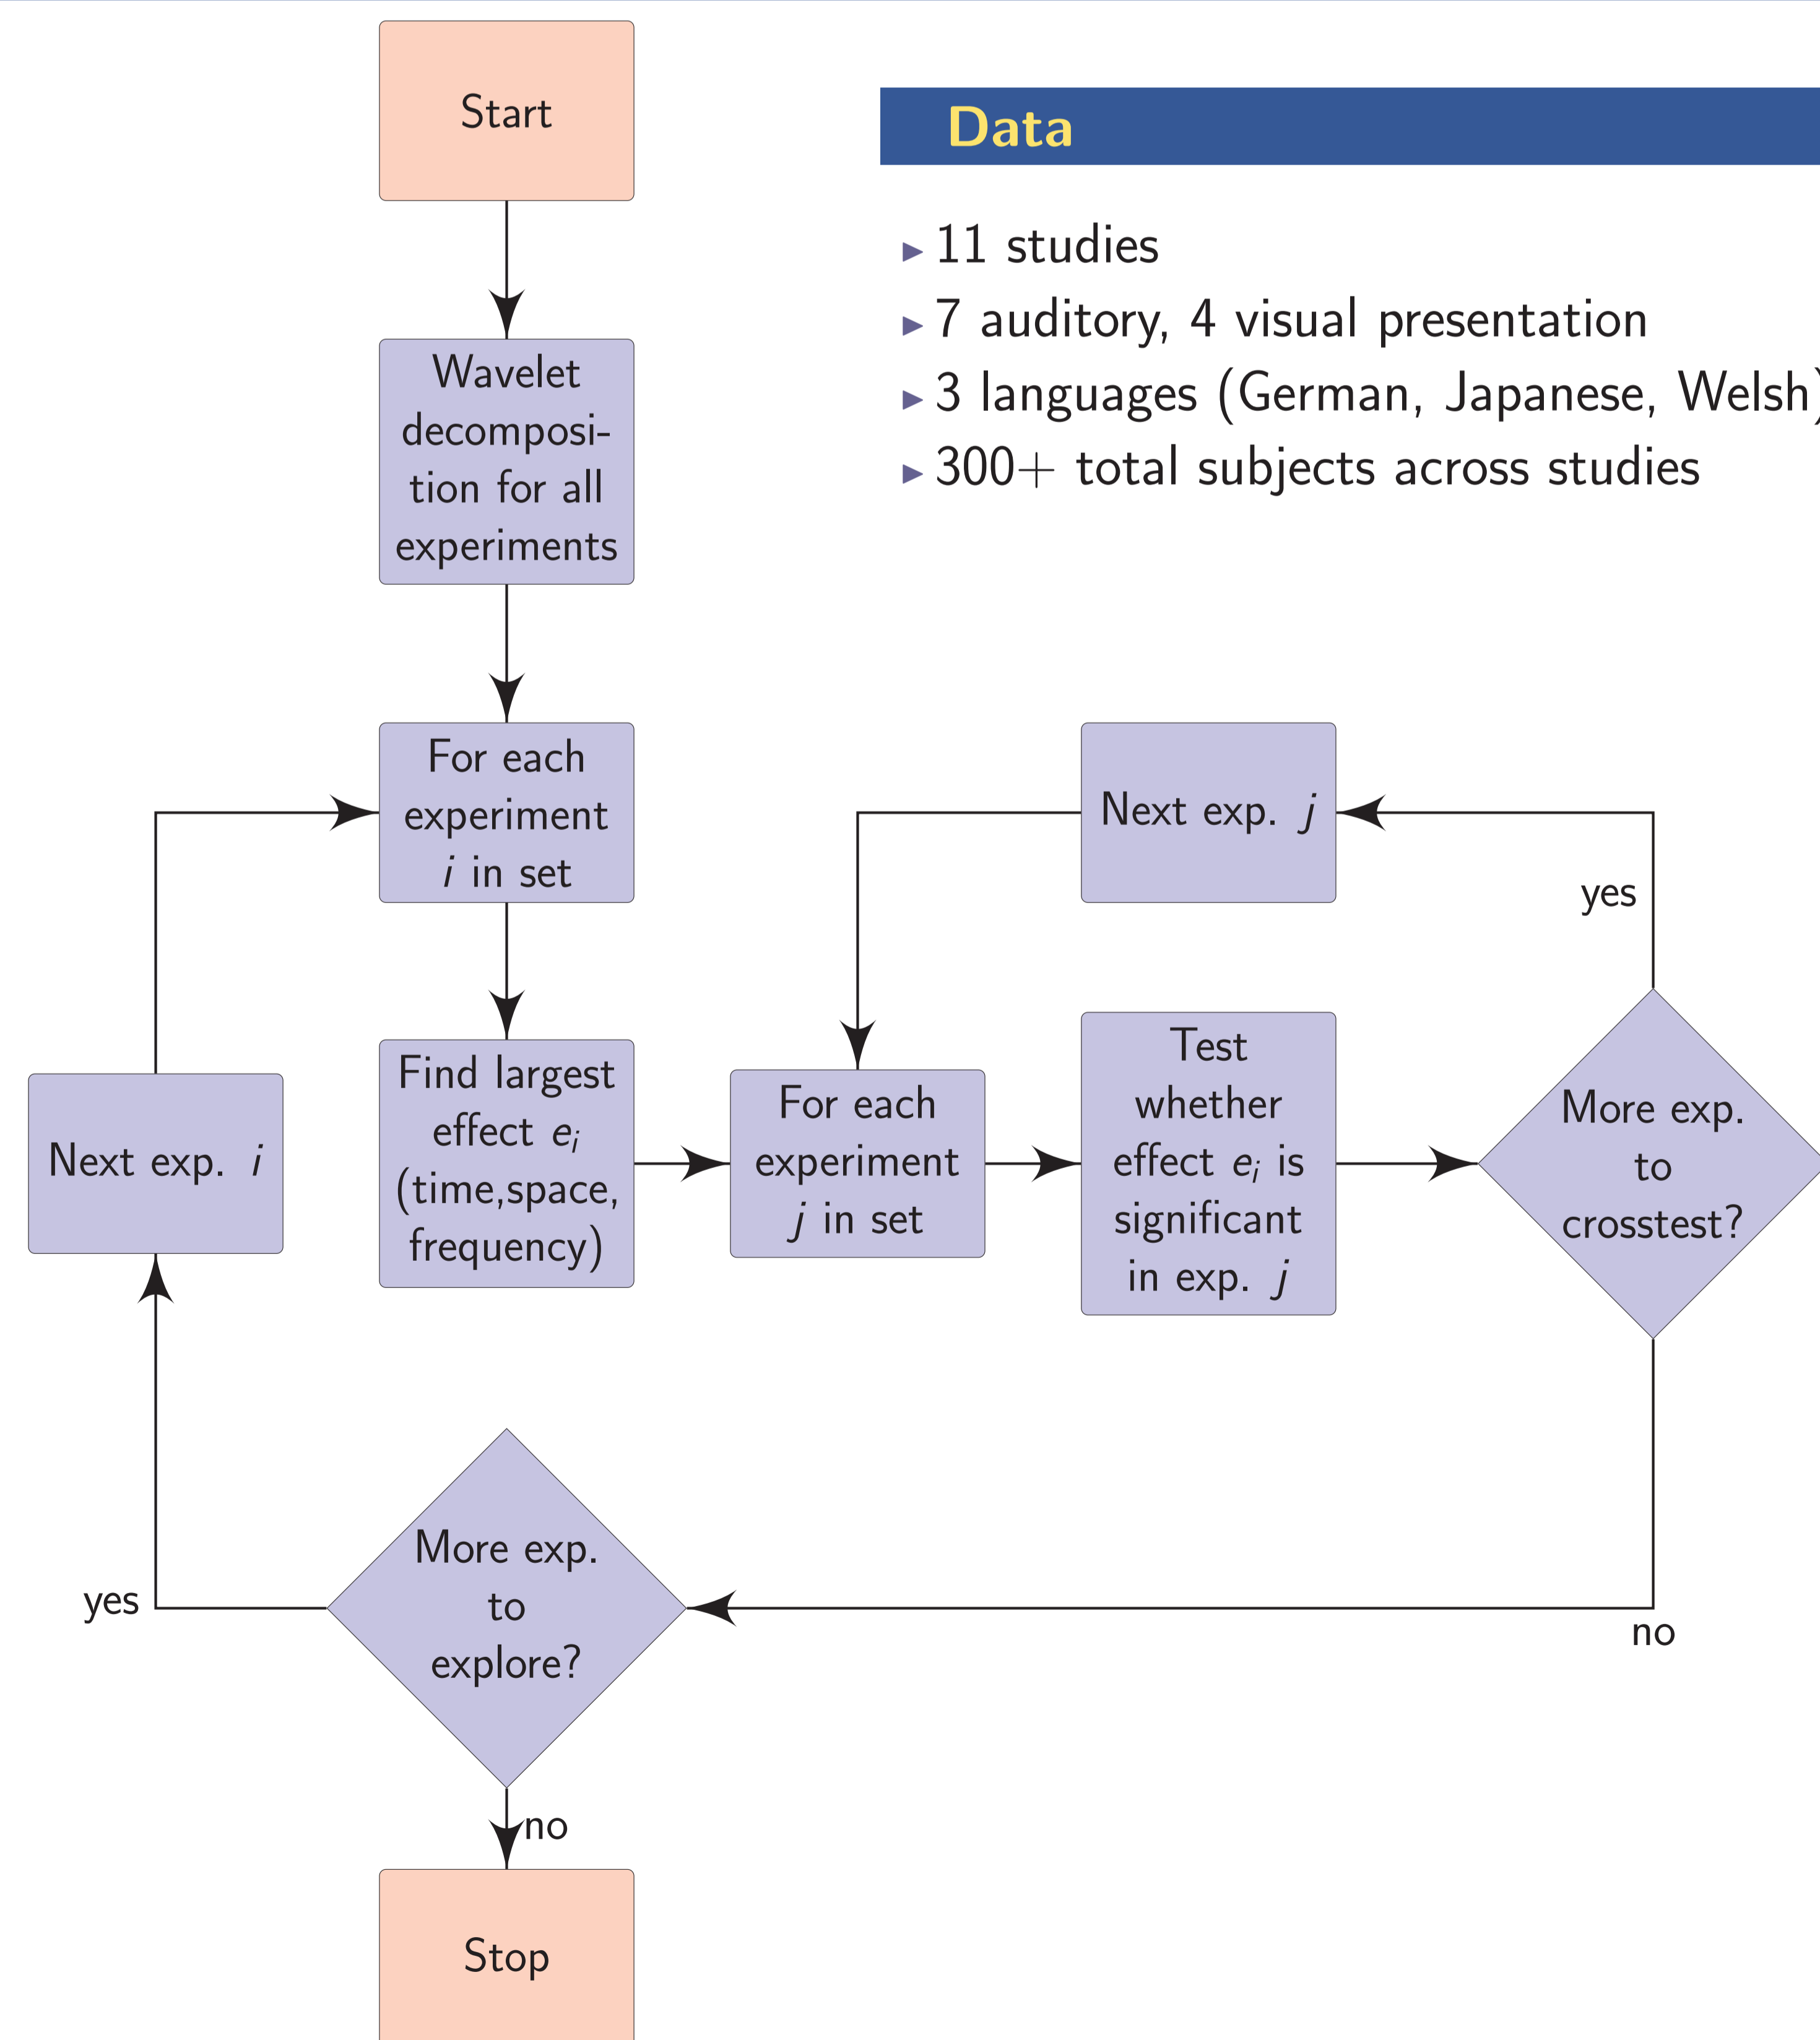 Start
Data
11 studies
7 auditory, 4 visual presentation
3 languages (German, Japanese, Welsh)
300+ total subjects across studies
Wavelet
decomposi-
tion for all
experiments
For each
experiment
i in set
Next exp. j
yes
Next exp. i
Find largest
effect eᵢ
(time,space,
frequency)
For each
experiment
j in set
Test
whether
effect eᵢ is
significant
in exp. j
More exp.
to
crosstest?
More exp.
to
explore?
yes
no
no
Stop